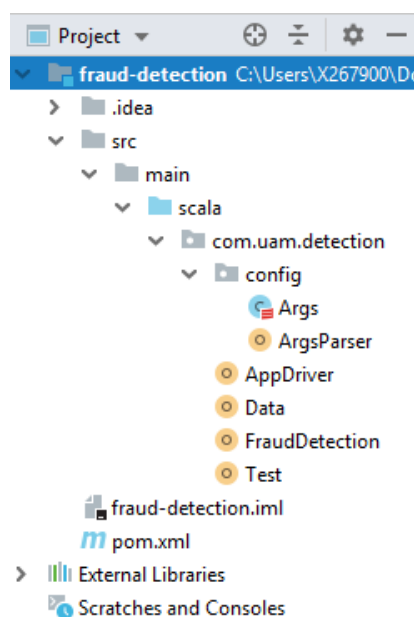 Project
fraud-detection C:\Users\X267900\Do
.idea
src
main
scala
com.uam.detection
config
Args
ArgsParser
AppDriver
Data
FraudDetection
Test
fraud-detection.iml
pom.xml
External Libraries
Scratches and Consoles